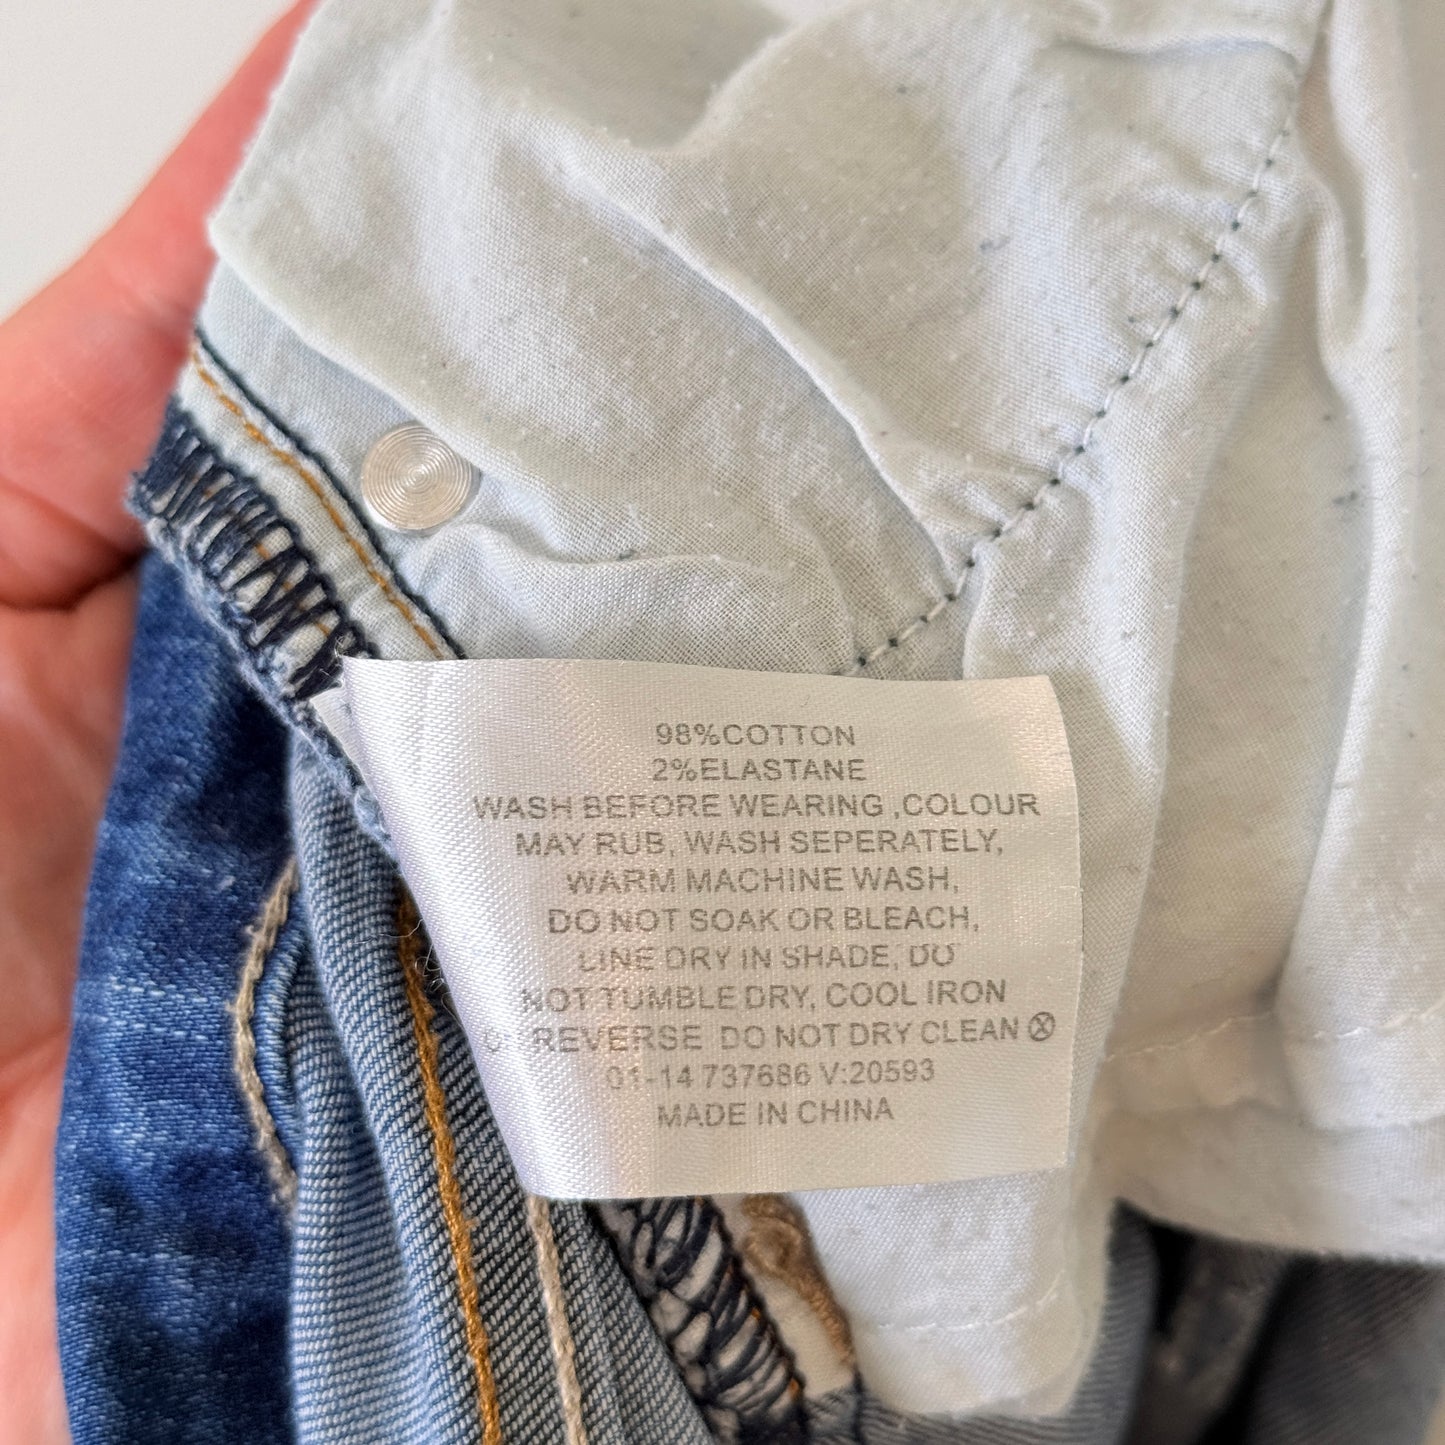 98%COTTON
2%ELASTANE
WASH BEFORE WEARING ,COLOUR
MAY RUB, WASH SEPERATELY,
WARM MACHINE WASH,
DO NOT SOAK OR BLEACH,
LINE DRY IN SHADE, DO
NOT TUMBLE DRY, COOL IRON
REVERSE DO NOT DRY CLEAN Ⓧ
01-14 737686 V:20593
MADE IN CHINA